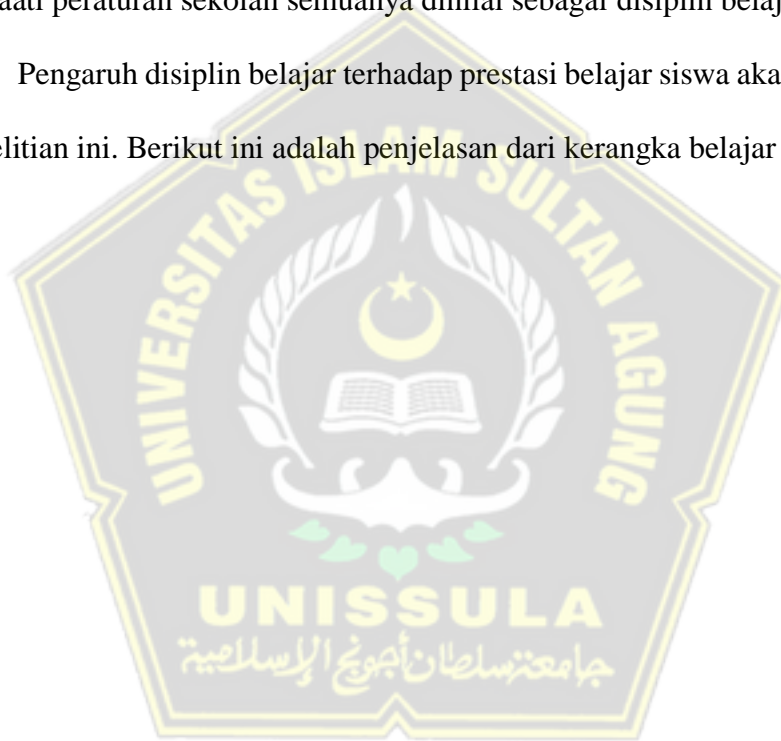 aati peraturan sekolah semuanya dinilai sebagai disiplin belaj
Pengaruh disiplin belajar terhadap prestasi belajar siswa aka
elitian ini. Berikut ini adalah penjelasan dari kerangka belajar
UNIVERSITAS ISLAM SULTAN AGUNG
UNISSULA
جامعة سلطان أجونج الإسلامية